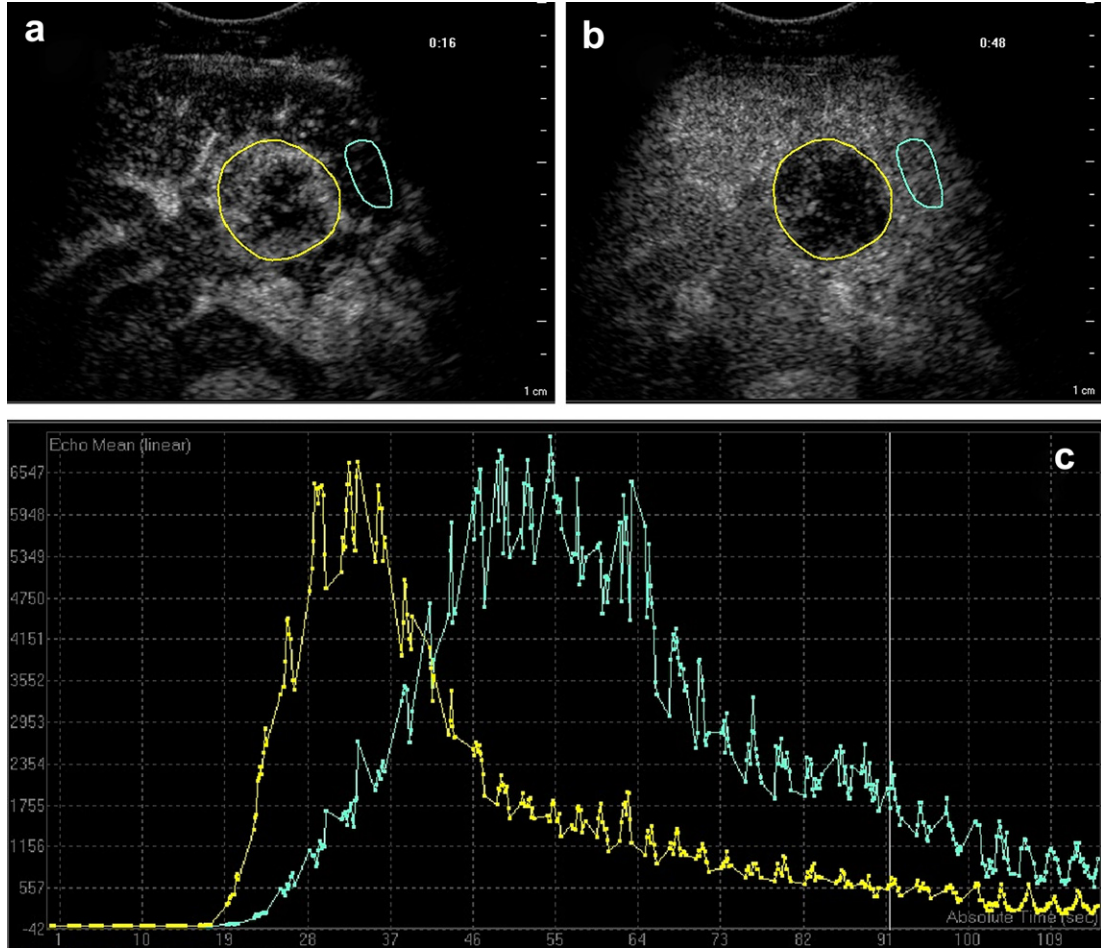 a
0:16
1 cm
b
0:48
1 cm
Echo Mean (linear)
c
6547
5948
5349
4750
4151
3552
2953
2354
1755
1156
557
-42
Absolute Time (sec)
1 10 19 28 37 46 55 64 73 82 91 100 109